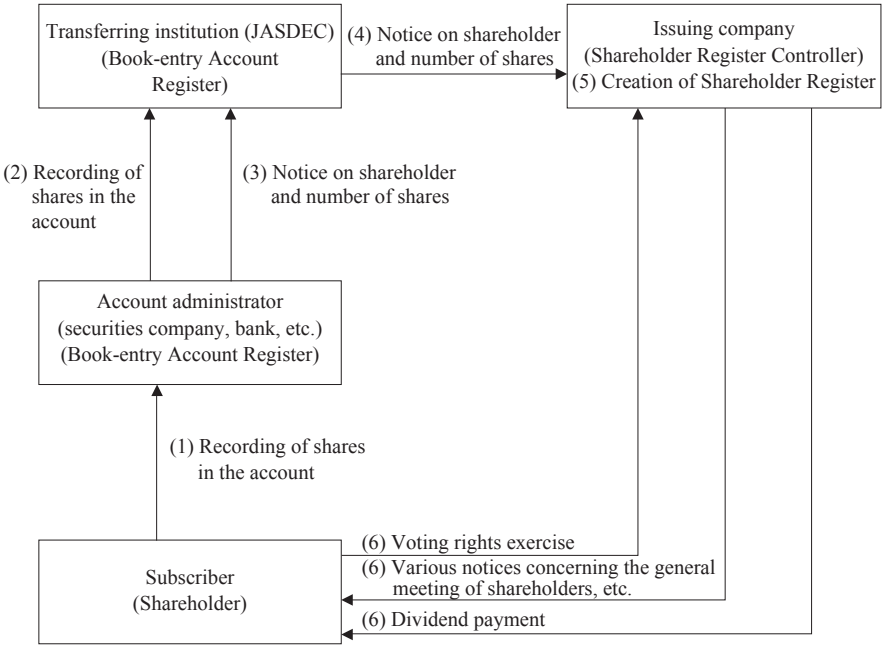 Transferring institution (JASDEC)
(Book-entry Account
Register)
(4) Notice on shareholder
and number of shares
Issuing company
(Shareholder Register Controller)
(5) Creation of Shareholder Register
(2) Recording of
shares in the
account
(3) Notice on shareholder
and number of shares
Account administrator
(securities company, bank, etc.)
(Book-entry Account Register)
(1) Recording of shares
in the account
Subscriber
(Shareholder)
(6) Voting rights exercise
(6) Various notices concerning the general
meeting of shareholders, etc.
(6) Dividend payment